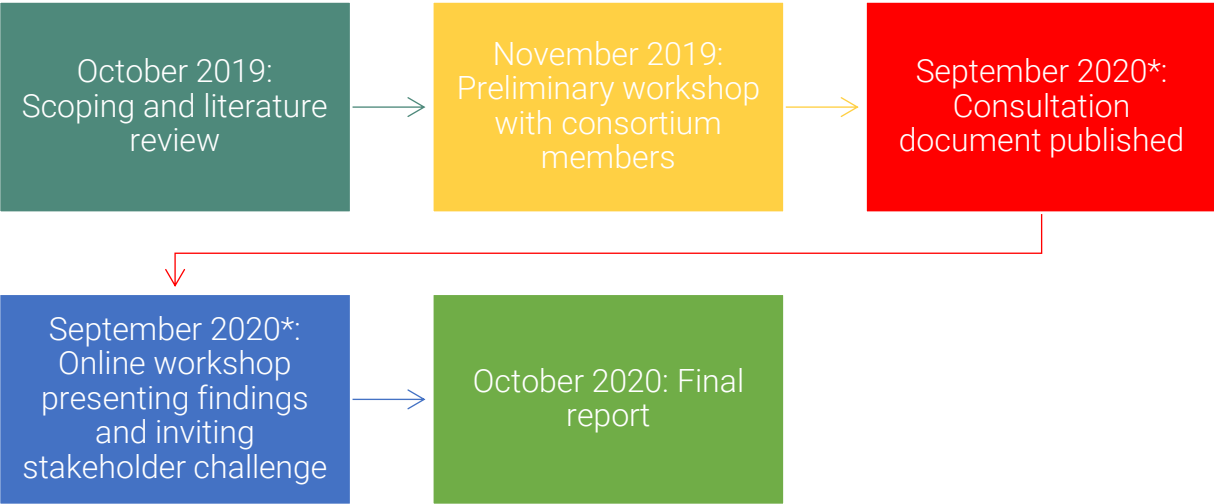 October 2019:
Scoping and literature
review
November 2019:
Preliminary workshop
with consortium
members
September 2020*:
Consultation
document published
September 2020*:
Online workshop
presenting findings
and inviting
stakeholder challenge
October 2020: Final
report